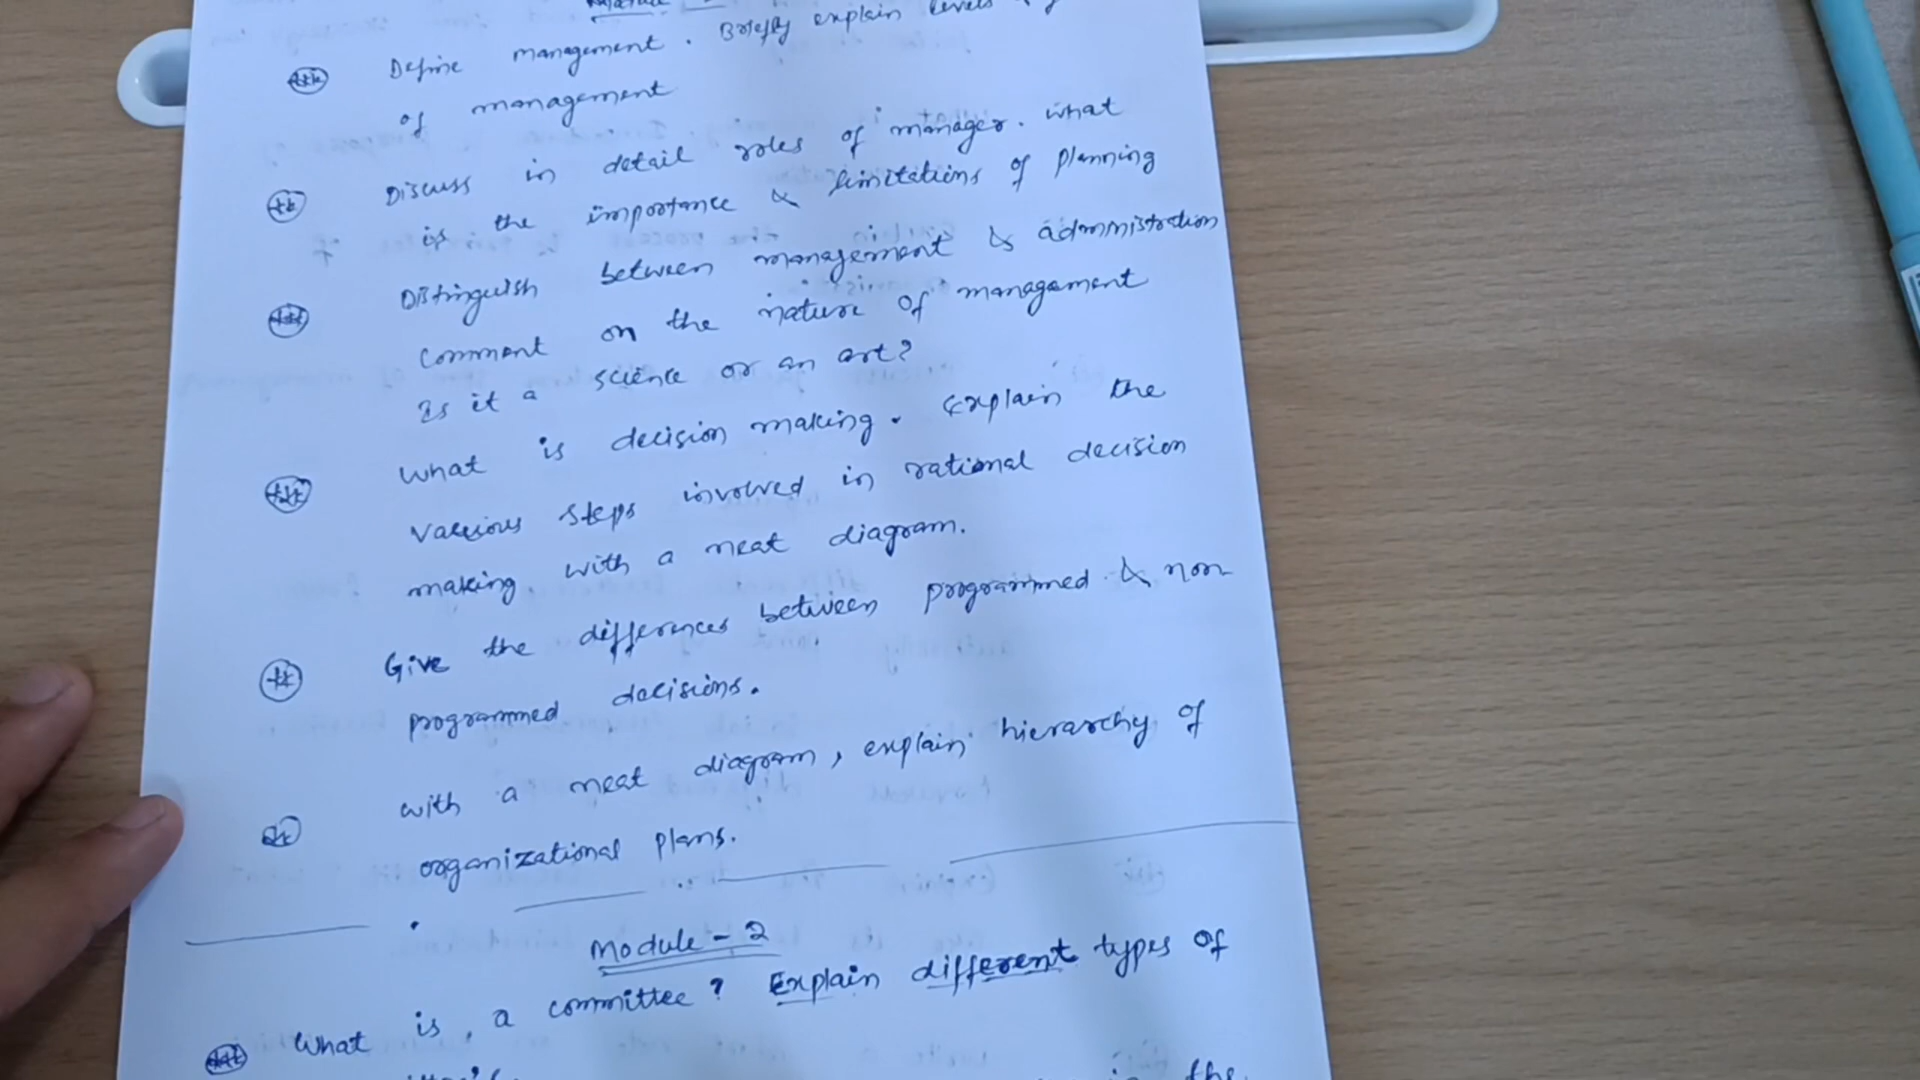 Define management. Briefly explain levels
of management
** Discuss in detail roles of manager. what
is the importance & limitations of planning
Distinguish between management & administration
Comment on the nature of management
Is it a science or an art?
What is decision making. Explain the
various steps involved in rational decision
making with a neat diagram.
** Give the differences between programmed & non-
programmed decisions.
with a neat diagram, explain hierarchy of
organizational plans.
Module - 2
What is a committee? Explain different types of
the